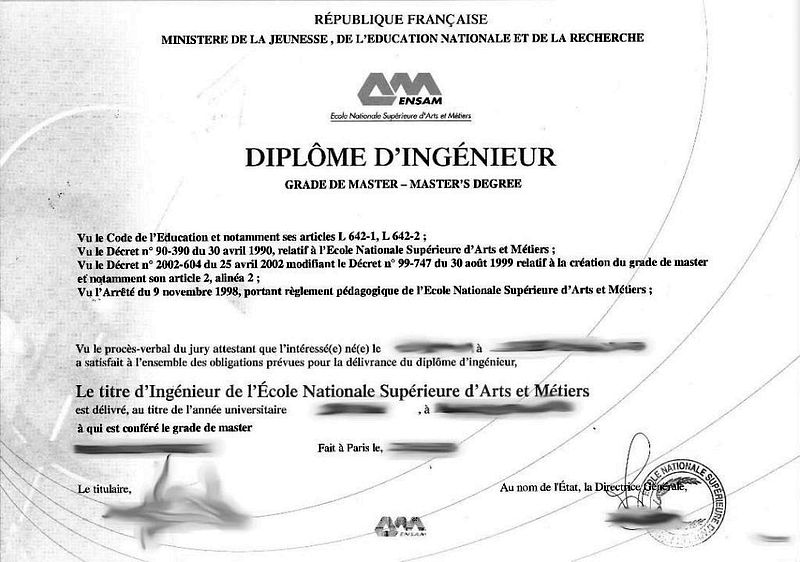 RÉPUBLIQUE FRANÇAISE
MINISTERE DE LA JEUNESSE , DE L'EDUCATION NATIONALE ET DE LA RECHERCHE
AM
ENSAM
Ecole Nationale Supérieure d'Arts et Métiers
DIPLÔME D'INGÉNIEUR
GRADE DE MASTER – MASTER'S DEGREE
Vu le Code de l'Education et notamment ses articles L 642-1, L 642-2 ;
Vu le Décret n° 90-390 du 30 avril 1990, relatif à l'Ecole Nationale Supérieure d'Arts et Métiers ;
Vu le Décret n° 2002-604 du 25 avril 2002 modifiant le Décret n° 99-747 du 30 août 1999 relatif à la création du grade de master
et notamment son article 2, alinéa 2 ;
Vu l'Arrêté du 9 novembre 1998, portant règlement pédagogique de l'Ecole Nationale Supérieure d'Arts et Métiers ;
Vu le procès-verbal du jury attestant que l'intéressé(e) né(e) le à
a satisfait à l'ensemble des obligations prévues pour la délivrance du diplôme d'ingénieur,
Le titre d'Ingénieur de l'École Nationale Supérieure d'Arts et Métiers
est délivré, au titre de l'année universitaire , à
à qui est conféré le grade de master
Fait à Paris le,
Le titulaire,
Au nom de l'État, la Directrice Générale,
ECOLE NATIONALE SUPÉRIEURE D'ARTS
AM
ENSAM